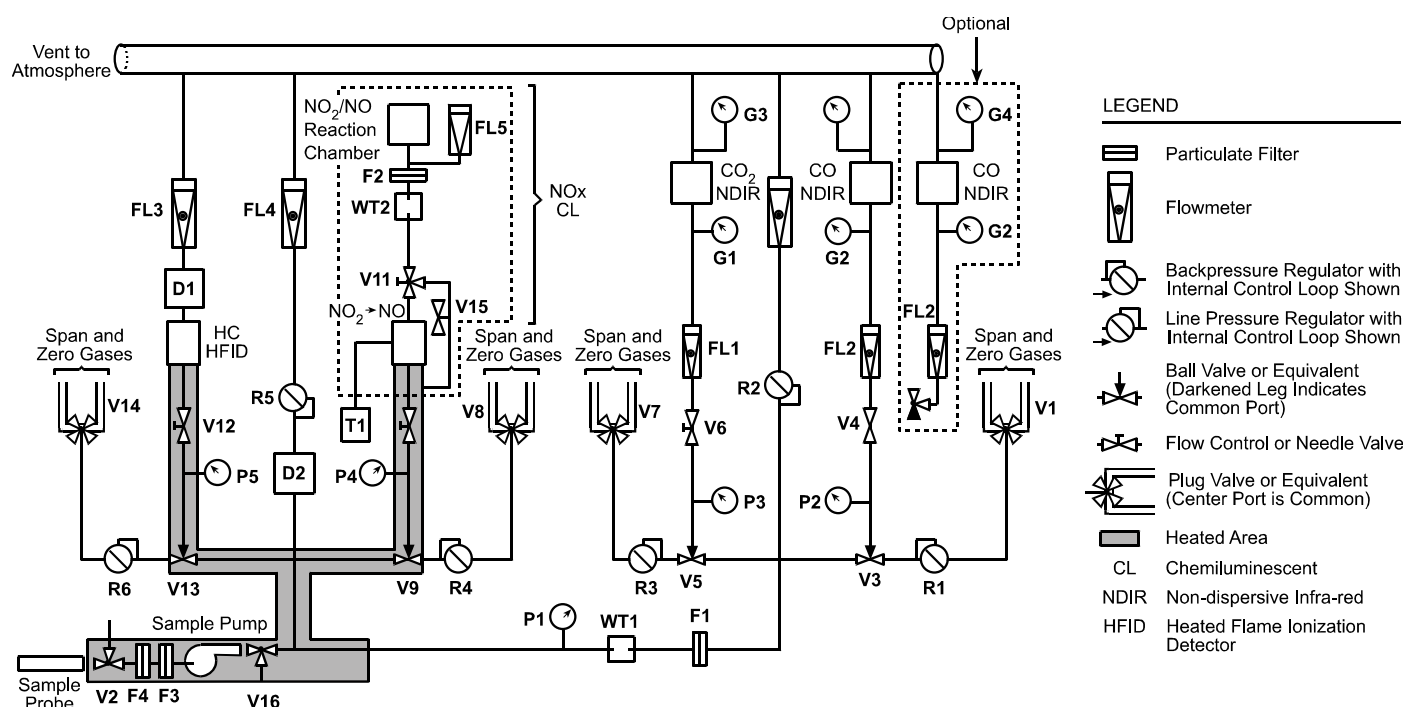 Optional
Vent to
Atmosphere
NO2/NO
Reaction
Chamber
FL5
F2
WT2
NOx
CL
G3
G4
CO2
NDIR
CO
NDIR
CO
NDIR
FL3
FL4
G1
G2
G2
V11
V15
D1
NO2→NO
HC
HFID
FL1
FL2
FL2
Span and
Zero Gases
Span and
Zero Gases
Span and
Zero Gases
Span and
Zero Gases
V14
V12
R5
T1
V8
V7
V6
R2
V4
V1
P5
D2
P4
P3
P2
R6
V13
V9
R4
R3
V5
V3
R1
Sample Pump
P1
WT1
F1
Sample
Probe
V2
F4
F3
V16
LEGEND
Particulate Filter
Flowmeter
Backpressure Regulator with
Internal Control Loop Shown
Line Pressure Regulator with
Internal Control Loop Shown
Ball Valve or Equivalent
(Darkened Leg Indicates
Common Port)
Flow Control or Needle Valve
Plug Valve or Equivalent
(Center Port is Common)
Heated Area
CL Chemiluminescent
NDIR Non-dispersive Infra-red
HFID Heated Flame Ionization
Detector